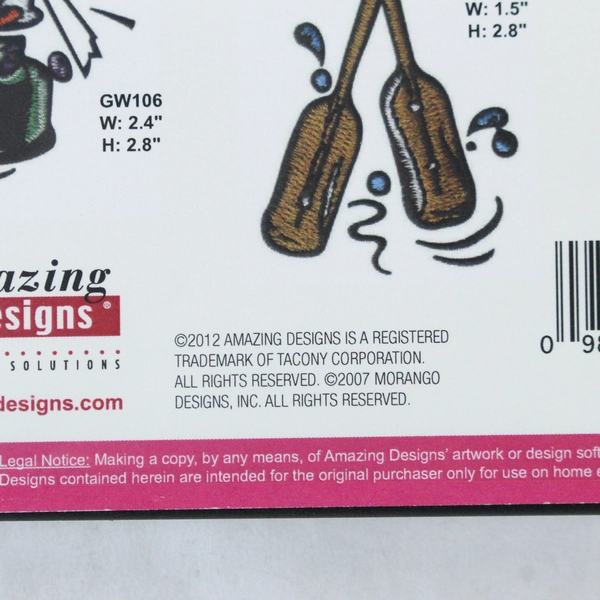 W: 1.5"
H: 2.8"
GW106
W: 2.4"
H: 2.8"
azing
esigns®
SOLUTIONS
designs.com
©2012 AMAZING DESIGNS IS A REGISTERED
TRADEMARK OF TACONY CORPORATION.
ALL RIGHTS RESERVED. ©2007 MORANGO
DESIGNS, INC. ALL RIGHTS RESERVED.
0 98
Legal Notice: Making a copy, by any means, of Amazing Designs' artwork or design soft
Designs contained herein are intended for the original purchaser only for use on home e